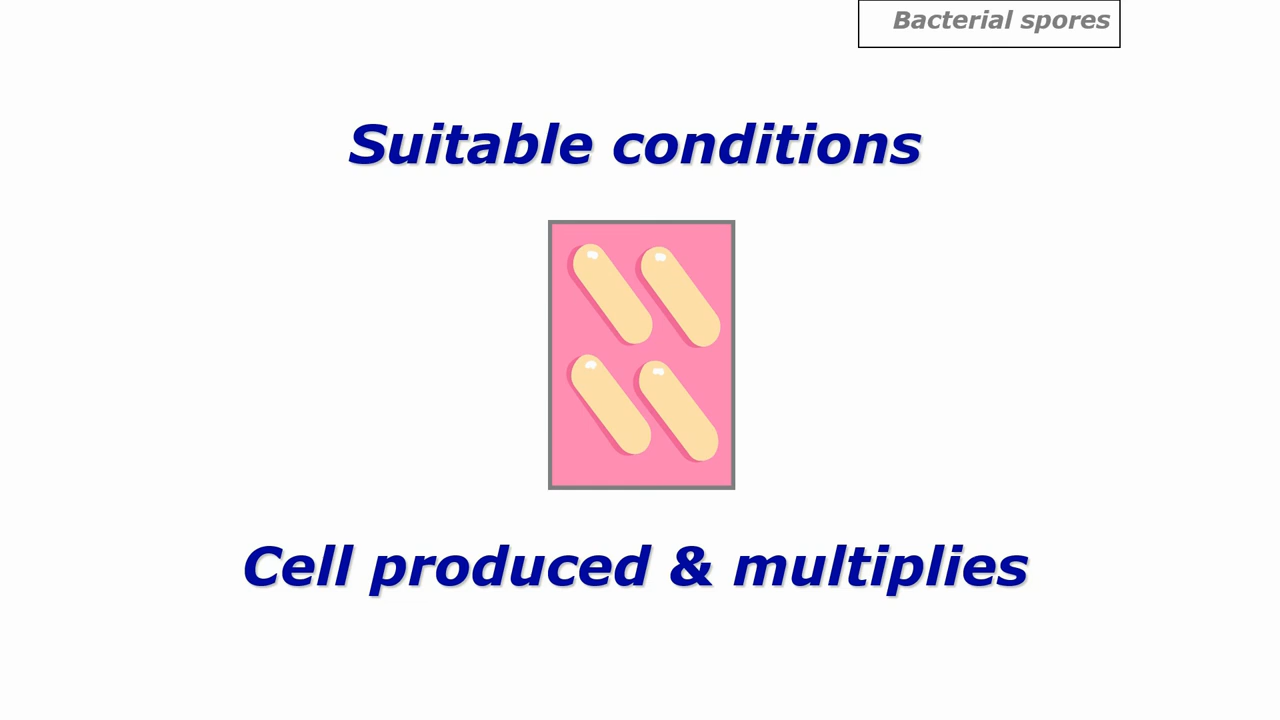 Bacterial spores
Suitable conditions
Cell produced & multiplies